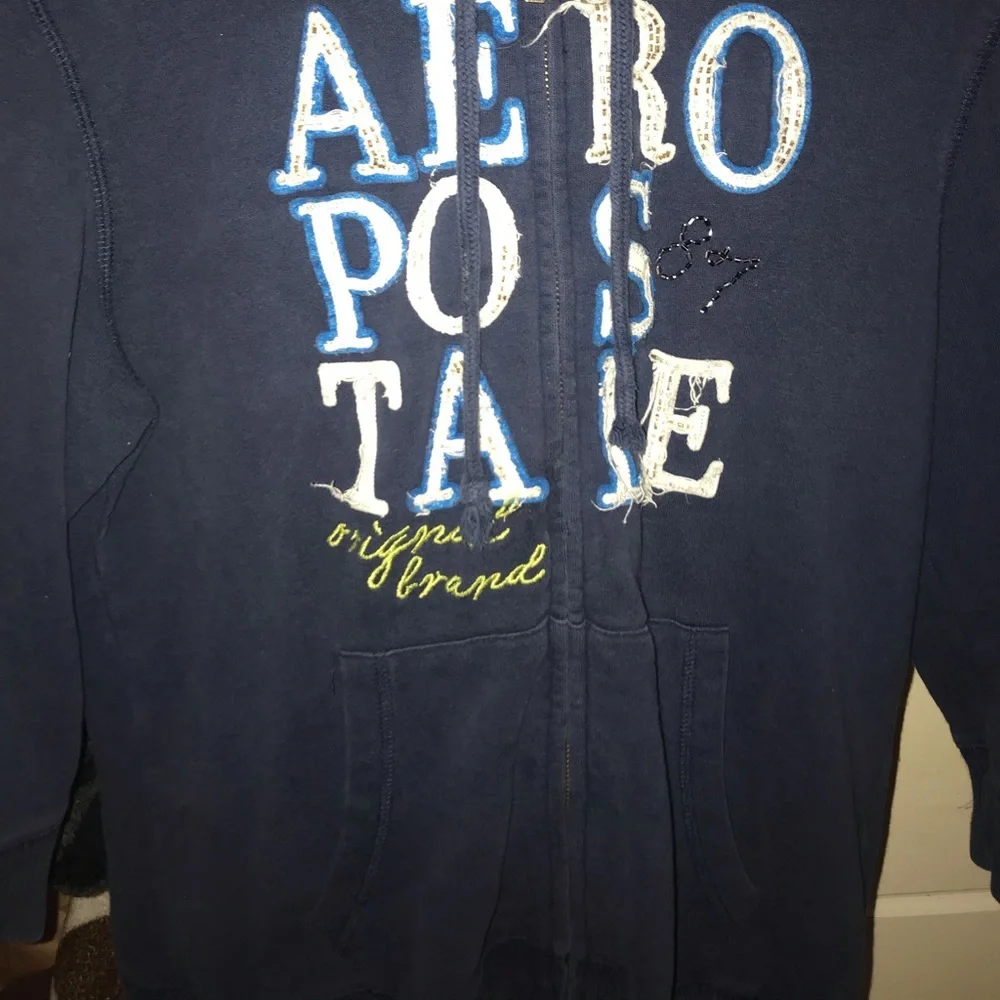 AERO
POS 87
TALE
original
brand